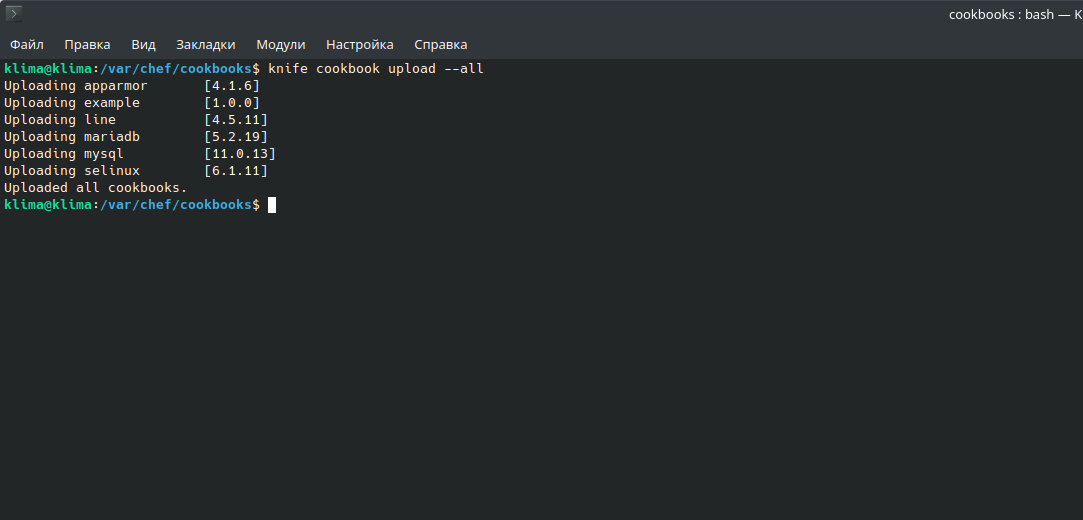 cookbooks : bash — K
Файл Правка Вид Закладки Модули Настройка Справка
klima@klima:/var/chef/cookbooks$ knife cookbook upload --all
Uploading apparmor       [4.1.6]
Uploading example        [1.0.0]
Uploading line           [4.5.11]
Uploading mariadb        [5.2.19]
Uploading mysql          [11.0.13]
Uploading selinux        [6.1.11]
Uploaded all cookbooks.
klima@klima:/var/chef/cookbooks$